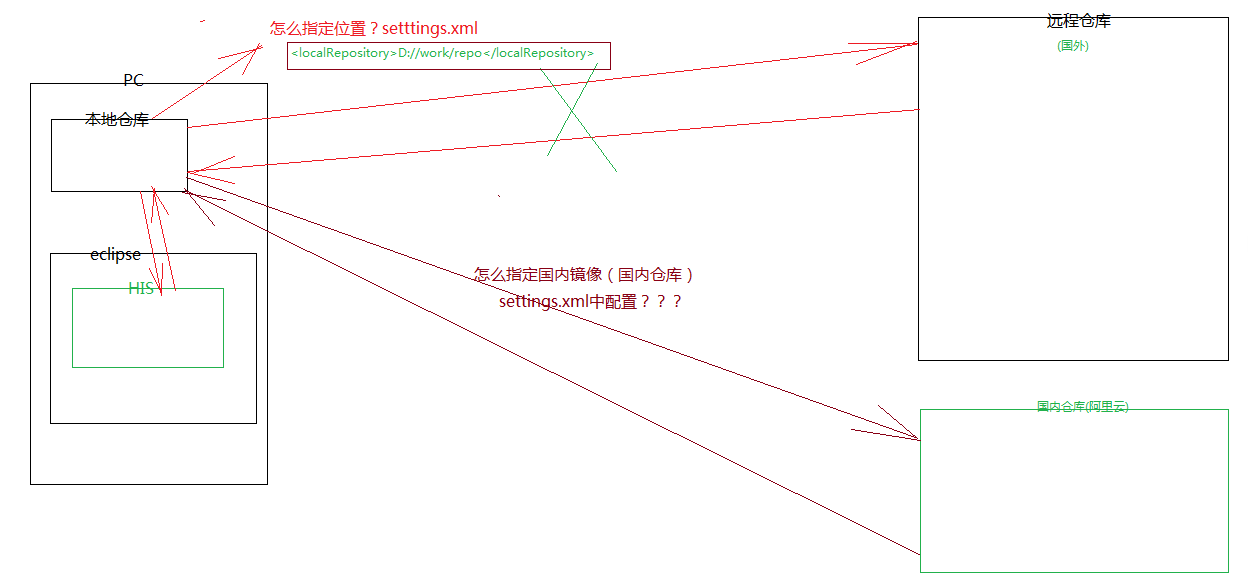 怎么指定位置？setttings.xml
<localRepository>D://work/repo</localRepository>
远程仓库
(国外)
PC
本地仓库
eclipse
HIS
怎么指定国内镜像（国内仓库）
settings.xml中配置？？？
国内仓库(阿里云)